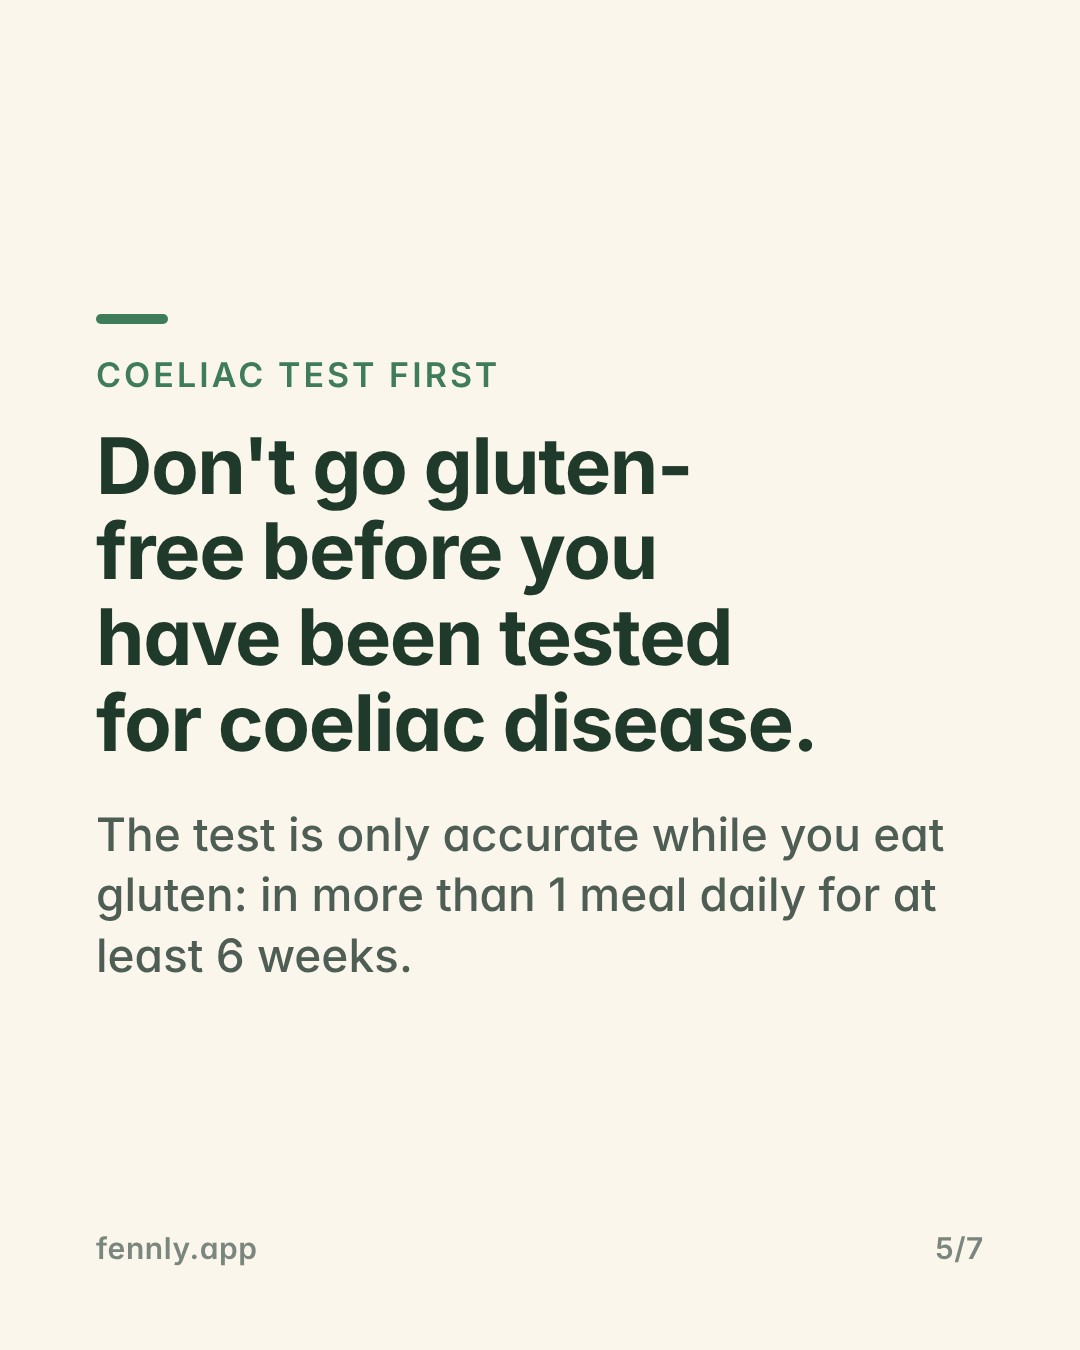 COELIAC TEST FIRST
Don't go gluten-
free before you
have been tested
for coeliac disease.
The test is only accurate while you eat
gluten: in more than 1 meal daily for at
least 6 weeks.
fennly.app
5/7